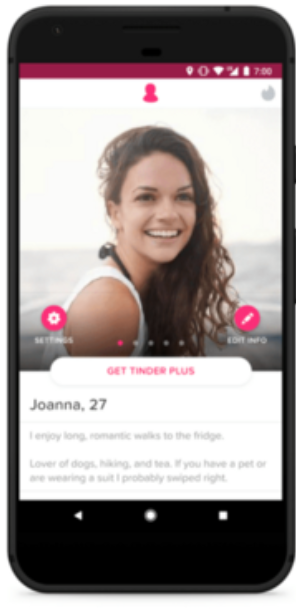 7:00
SETTINGS
EDIT INFO
GET TINDER PLUS
Joanna, 27
I enjoy long, romantic walks to the fridge.
Lover of dogs, hiking, and tea. If you have a pet or
are wearing a suit I probably swiped right.